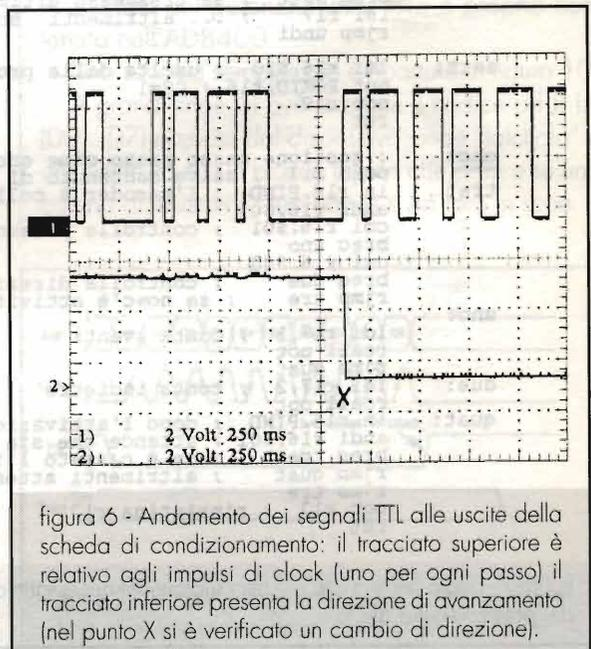 1
2>
X
1) 2 Volt 250 ms
2) 2 Volt 250 ms
figura 6 - Andamento dei segnali TTL alle uscite della
scheda di condizionamento: il tracciato superiore è
relativo agli impulsi di clock (uno per ogni passo) il
tracciato inferiore presenta la direzione di avanzamento
(nel punto X si è verificato un cambio di direzione).